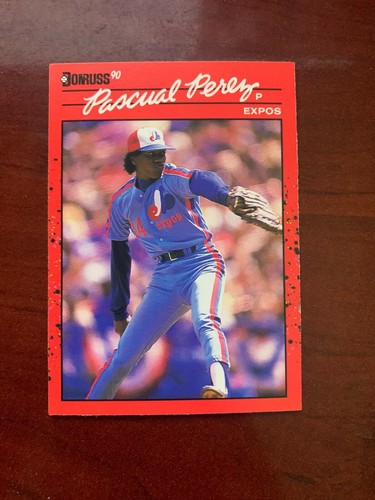 DONRUSS 90
Pascual Perez P
EXPOS
expos